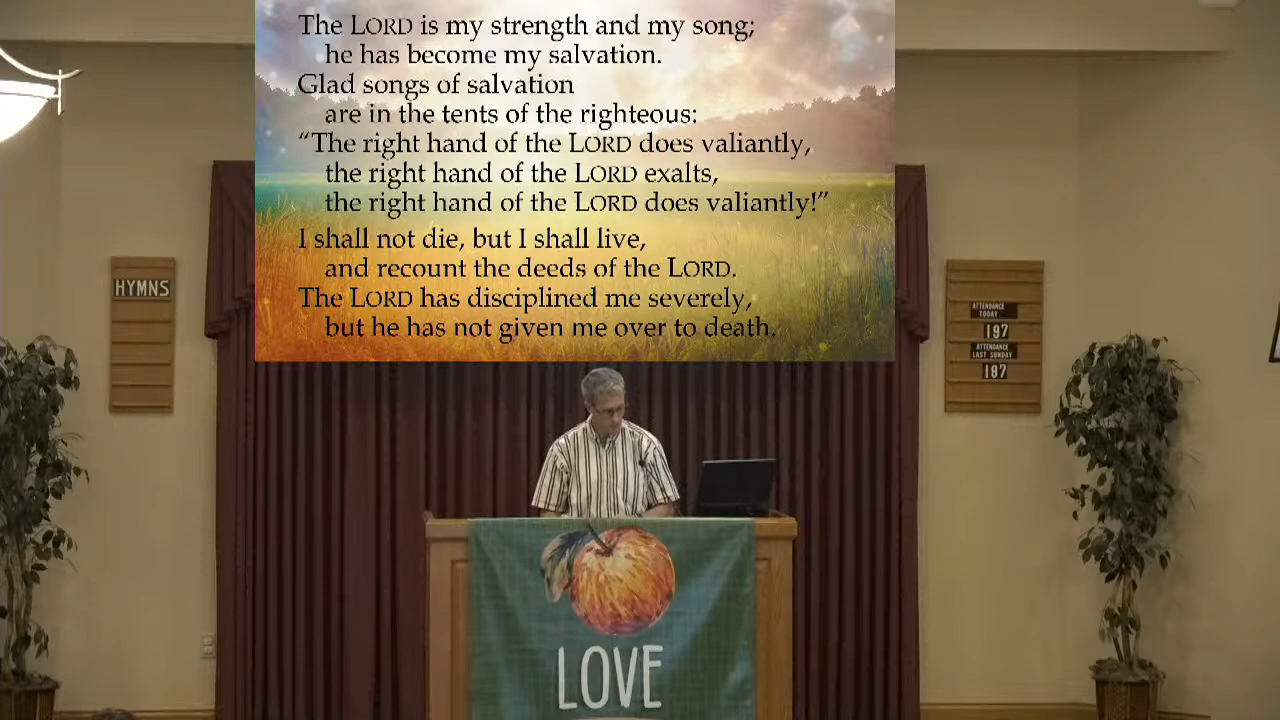 The LORD is my strength and my song;
he has become my salvation.
Glad songs of salvation
are in the tents of the righteous:
“The right hand of the LORD does valiantly,
the right hand of the LORD exalts,
the right hand of the LORD does valiantly!”
I shall not die, but I shall live,
and recount the deeds of the LORD.
The LORD has disciplined me severely,
but he has not given me over to death.
HYMNS
ATTENDANCE
TODAY
197
ATTENDANCE
LAST SUNDAY
187
LOVE